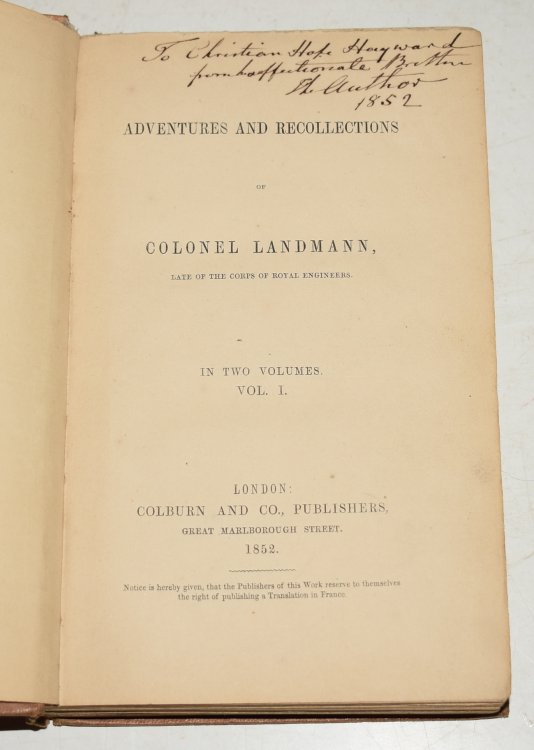 To Christian Hope Hayward
from her affectionate Brother
The Author
1852
ADVENTURES AND RECOLLECTIONS
OF
COLONEL LANDMANN,
LATE OF THE CORPS OF ROYAL ENGINEERS.
IN TWO VOLUMES.
VOL. I.
LONDON:
COLBURN AND CO., PUBLISHERS,
GREAT MARLBOROUGH STREET.
1852.
Notice is hereby given, that the Publishers of this Work reserve to themselves
the right of publishing a Translation in France.